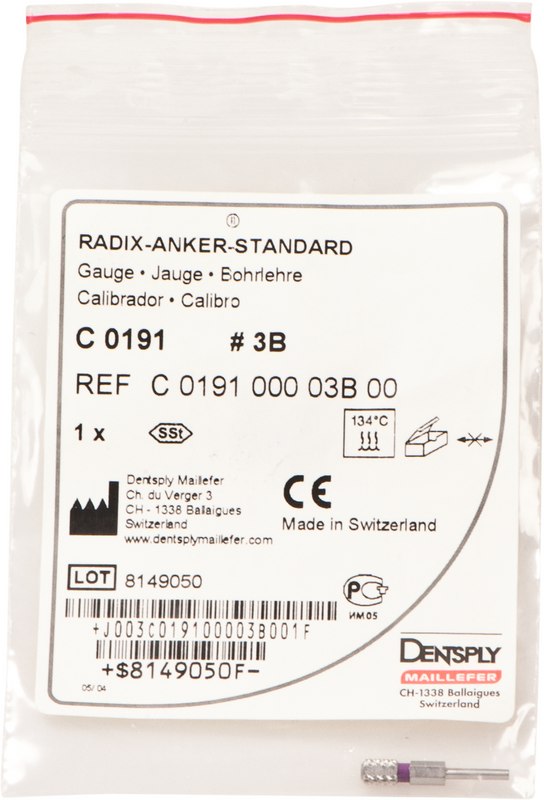 ®
RADIX-ANKER-STANDARD
Gauge • Jauge • Bohrlehre
Calibrador • Calibro
C 0191 # 3B
REF C 0191 000 03B 00
1 x SSt 134°C
Dentsply Maillefer
Ch. du Verger 3
CH - 1338 Ballaigues
Switzerland
www.dentsplymaillefer.com
CE
Made in Switzerland
LOT 8149050
РСТ
ИМ05
+J003C019100003B001F
+$8149050F-
05/ 04
DENTSPLY
MAILLEFER
CH-1338 Ballaigues
Switzerland